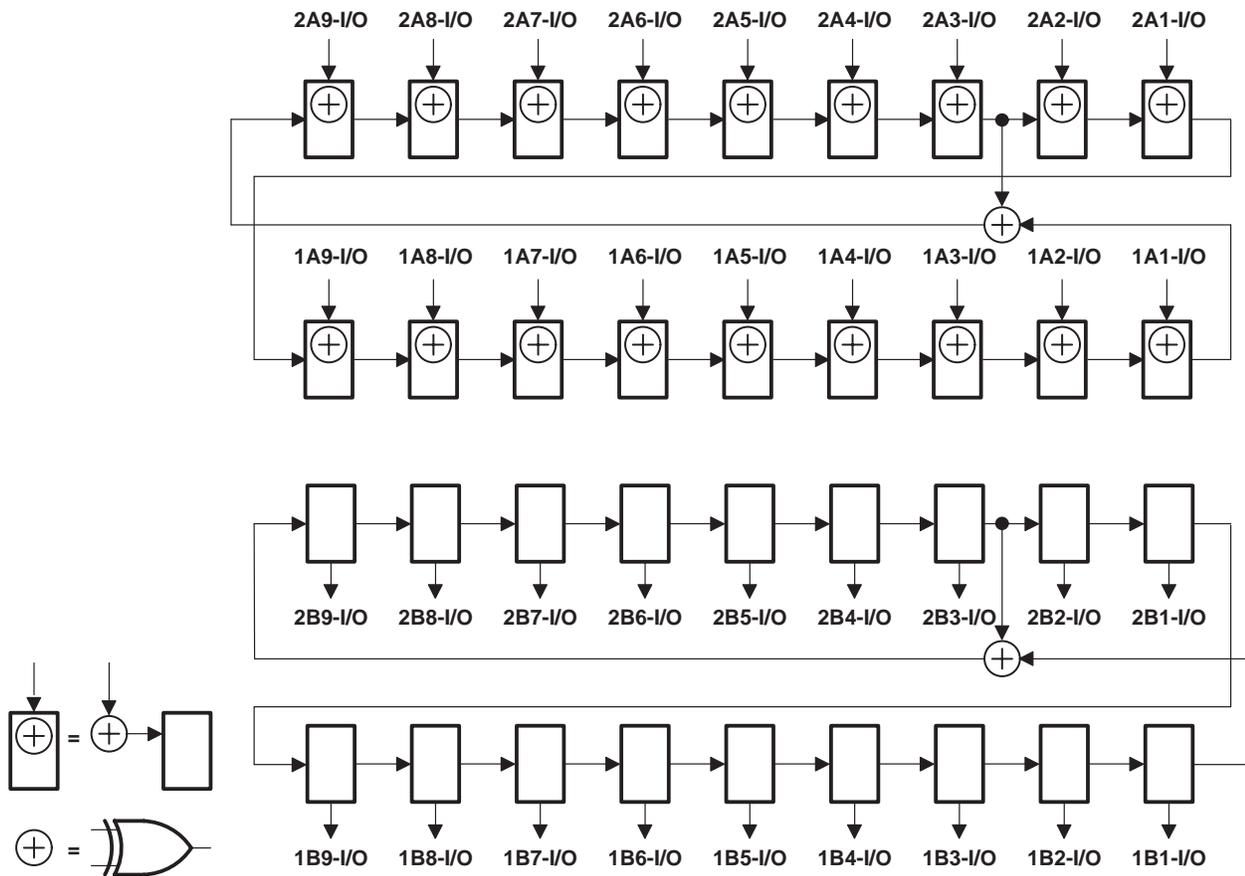 2A9-I/O 2A8-I/O 2A7-I/O 2A6-I/O 2A5-I/O 2A4-I/O 2A3-I/O 2A2-I/O 2A1-I/O
1A9-I/O 1A8-I/O 1A7-I/O 1A6-I/O 1A5-I/O 1A4-I/O 1A3-I/O 1A2-I/O 1A1-I/O
2B9-I/O 2B8-I/O 2B7-I/O 2B6-I/O 2B5-I/O 2B4-I/O 2B3-I/O 2B2-I/O 2B1-I/O
=
=
1B9-I/O 1B8-I/O 1B7-I/O 1B6-I/O 1B5-I/O 1B4-I/O 1B3-I/O 1B2-I/O 1B1-I/O